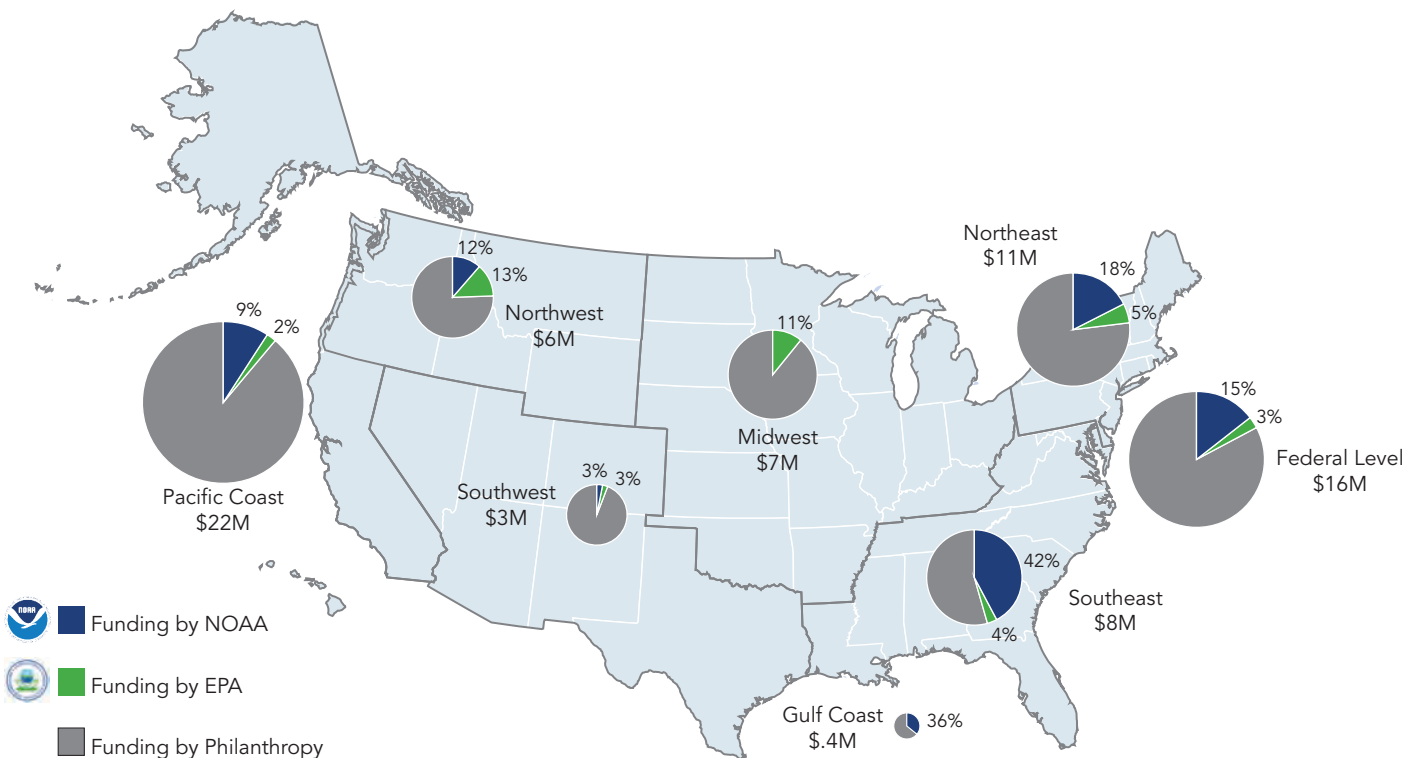 Northeast
$11M
18%
5%
12%
13%
Northwest
$6M
9%
2%
Pacific Coast
$22M
11%
Midwest
$7M
15%
3%
Federal Level
$16M
3%
3%
Southwest
$3M
42%
4%
Southeast
$8M
Gulf Coast
$.4M
36%
NOAA
Funding by NOAA
Funding by EPA
Funding by Philanthropy